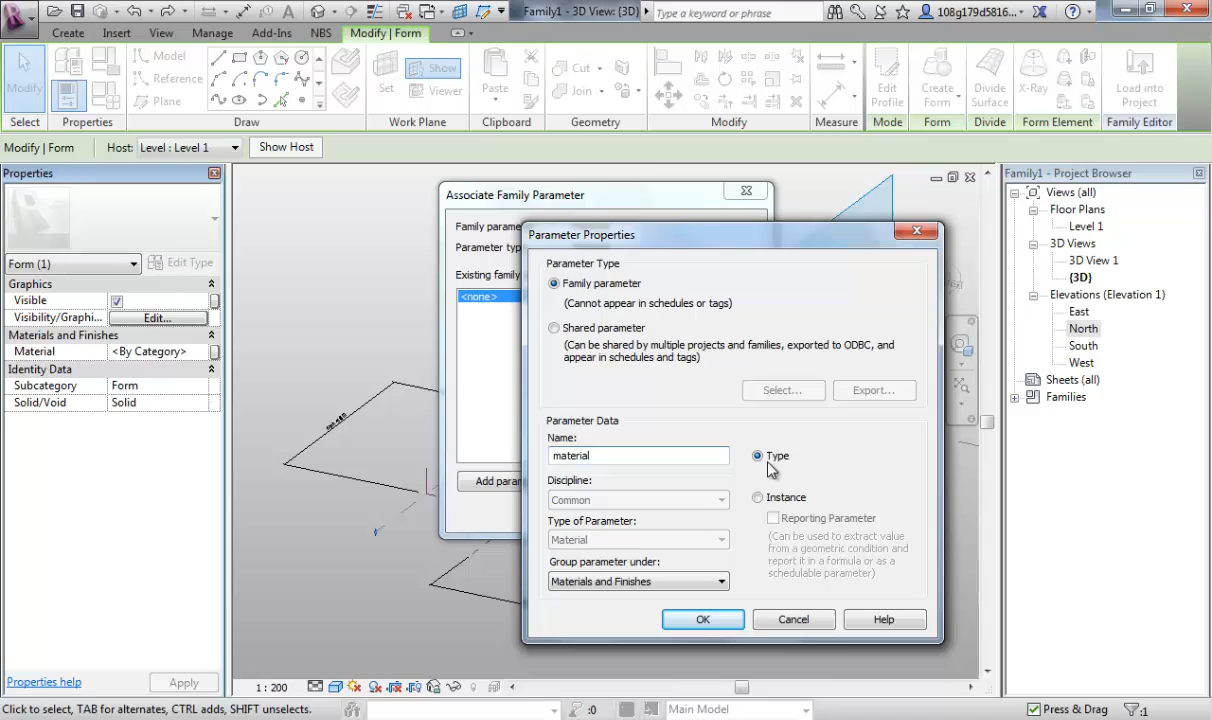 Family1 - 3D View: {3D}
Type a keyword or phrase
108g179d5816...
Create
Insert
View
Manage
Add-Ins
NBS
Modify | Form
Modify
Model
Reference
Plane
Set
Show
Viewer
Paste
Cut
Join
Edit
Profile
Create
Form
Divide
Surface
X-Ray
Load into
Project
Select
Properties
Draw
Work Plane
Clipboard
Geometry
Modify
Measure
Mode
Form
Divide
Form Element
Family Editor
Modify | Form
Host: Level : Level 1
Show Host
Properties
Form (1)
Edit Type
Graphics
Visible
Visibility/Graphi...
Edit...
Materials and Finishes
Material
<By Category>
Identity Data
Subcategory
Form
Solid/Void
Solid
Properties help
Apply
Associate Family Parameter
Family parame
Parameter typ
Existing family
<none>
Add paran
Parameter Properties
Parameter Type
Family parameter
(Cannot appear in schedules or tags)
Shared parameter
(Can be shared by multiple projects and families, exported to ODBC, and
appear in schedules and tags)
Select...
Export...
Parameter Data
Name:
material
Type
Discipline:
Common
Instance
Reporting Parameter
Type of Parameter:
Material
(Can be used to extract value
from a geometric condition and
report it in a formula or as a
schedulable parameter)
Group parameter under:
Materials and Finishes
OK
Cancel
Help
Family1 - Project Browser
Views (all)
Floor Plans
Level 1
3D Views
3D View 1
{3D}
Elevations (Elevation 1)
East
North
South
West
Sheets (all)
Families
1 : 200
Click to select, TAB for alternates, CTRL adds, SHIFT unselects.
:0
Main Model
Press & Drag
:1